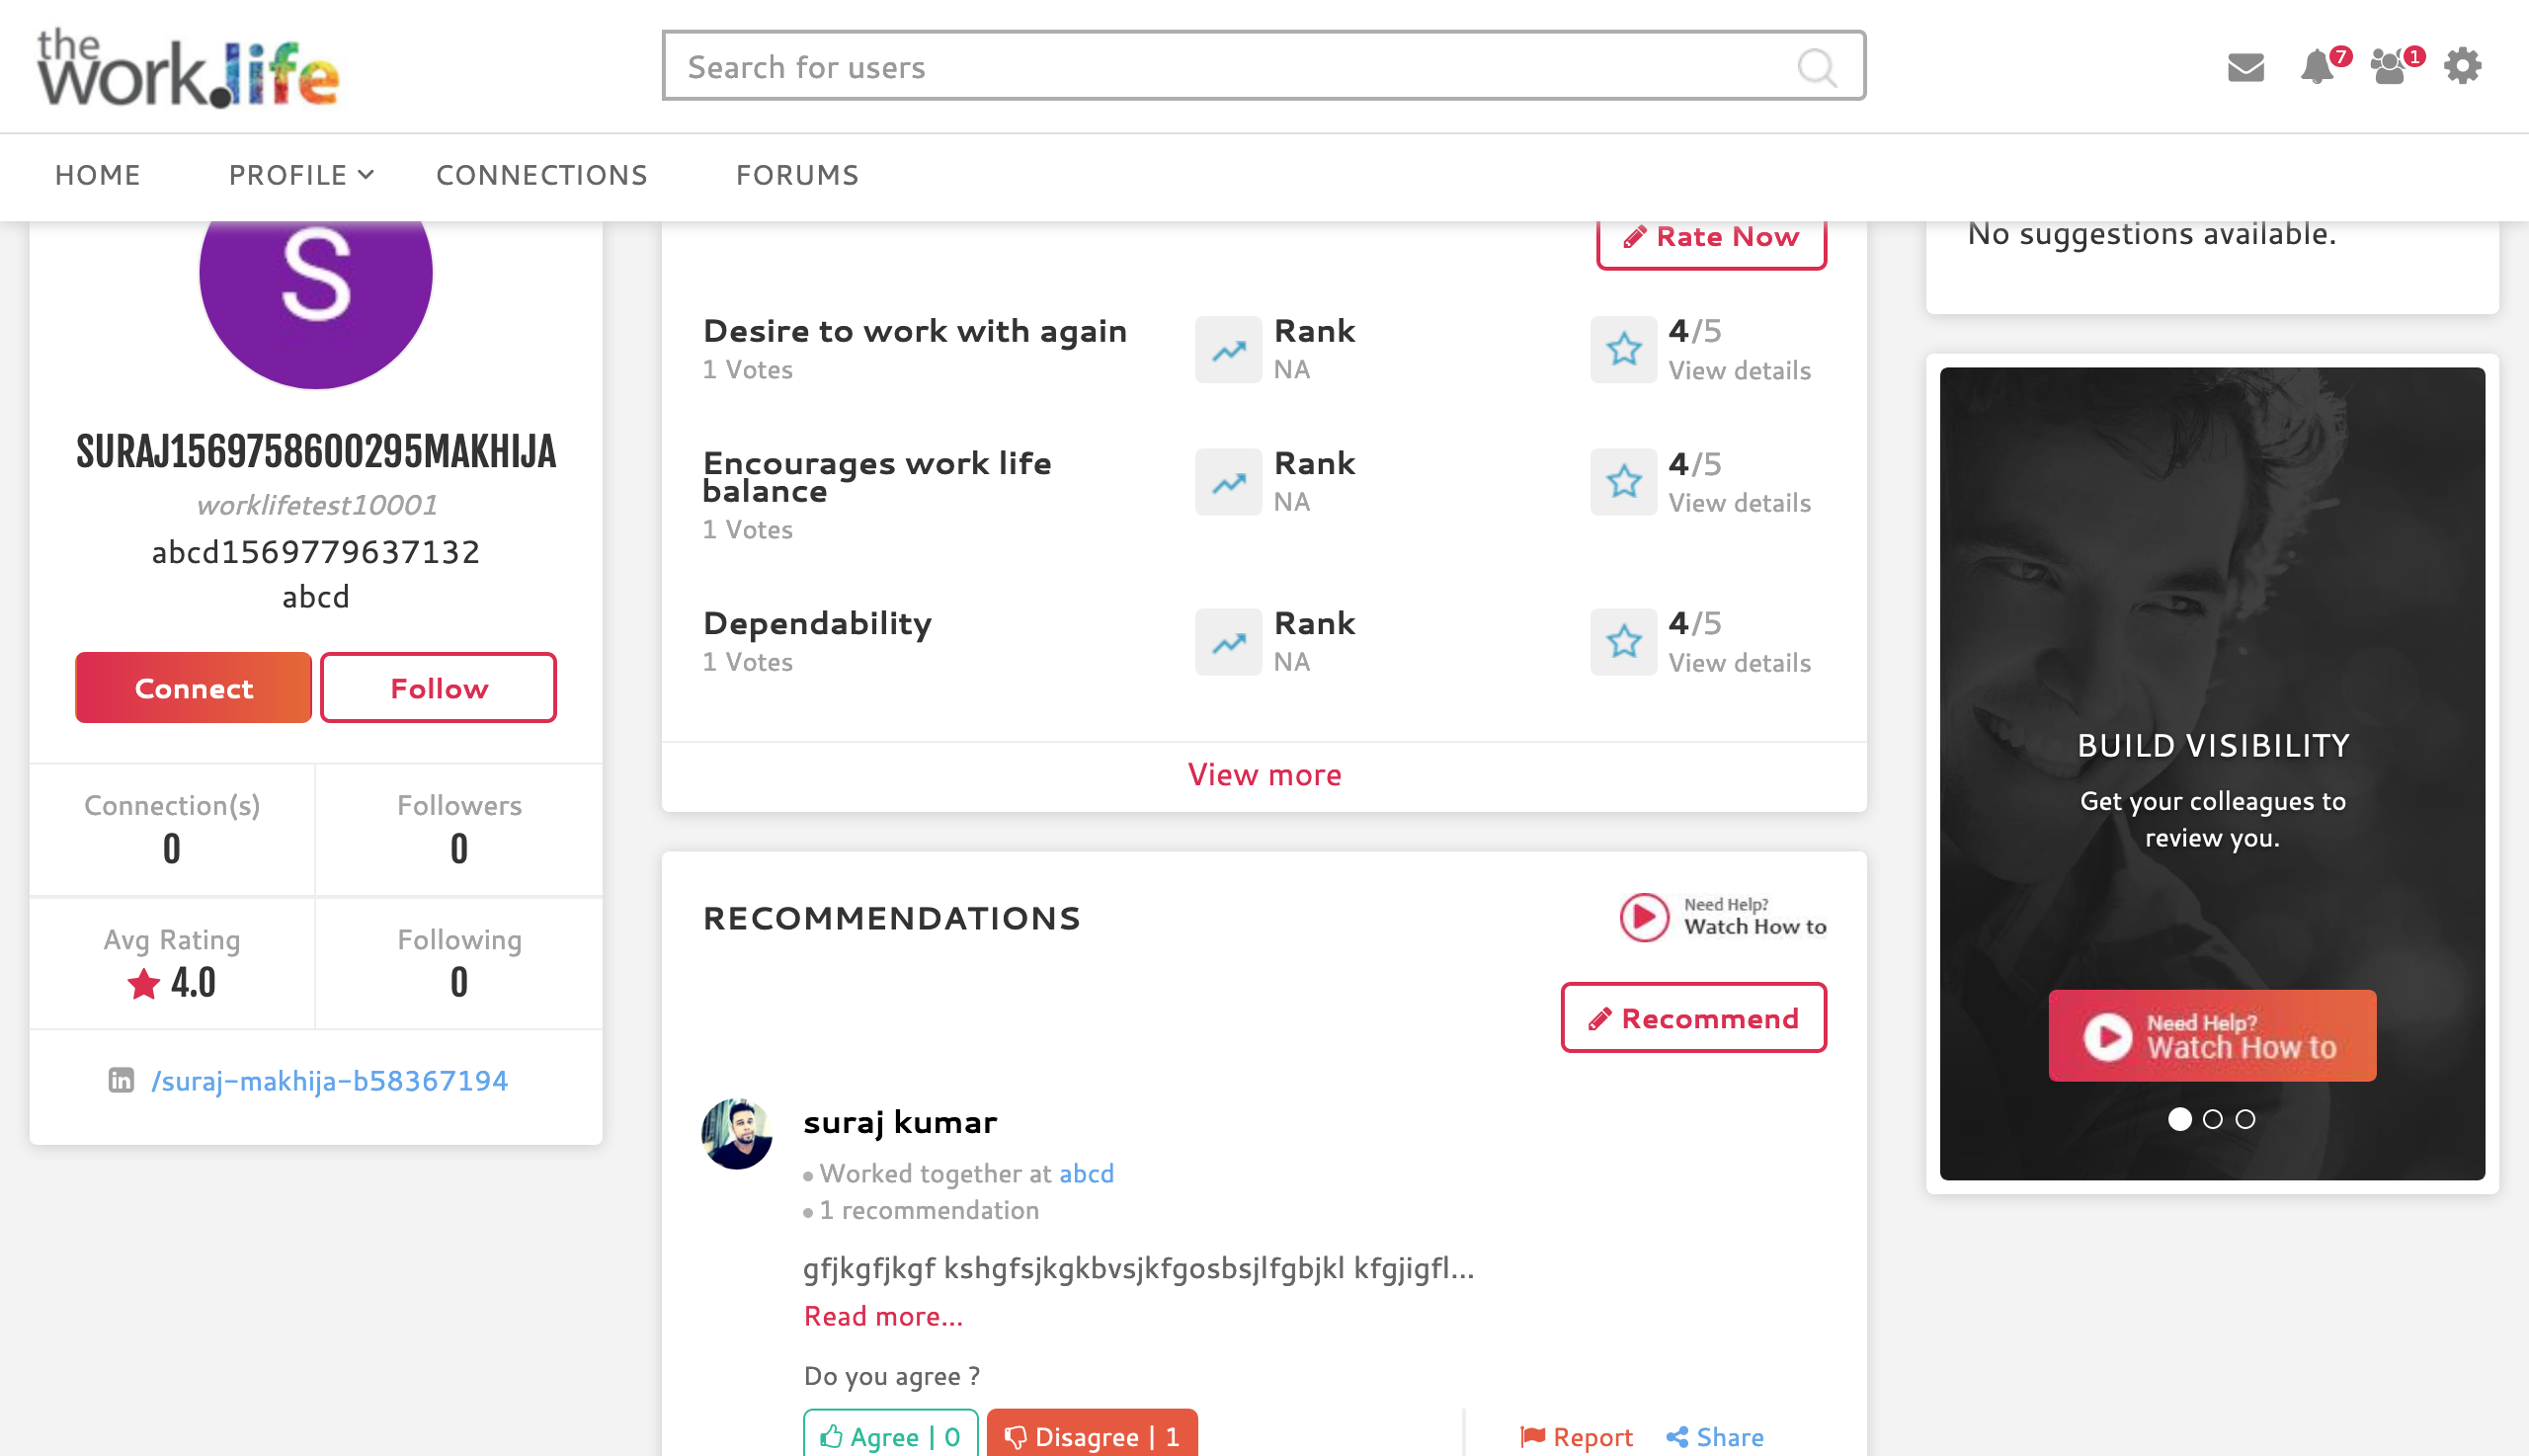 the
work.life
Search for users
7
1
HOME
PROFILE
CONNECTIONS
FORUMS
S
SURAJ1569758600295MAKHIJA
worklifetest10001
abcd1569779637132
abcd
Connect
Follow
Connection(s)
0
Followers
0
Avg Rating
4.0
Following
0
in /suraj-makhija-b58367194
Rate Now
Desire to work with again
1 Votes
Rank
NA
4/5
View details
Encourages work life
balance
1 Votes
Rank
NA
4/5
View details
Dependability
1 Votes
Rank
NA
4/5
View details
View more
RECOMMENDATIONS
Need Help?
Watch How to
Recommend
suraj kumar
Worked together at abcd
1 recommendation
gfjkgfjkgf kshgfsjkgkbvsjkfgosbsjlfgbjkl kfgjigfl...
Read more...
Do you agree ?
Agree | 0
Disagree | 1
Report
Share
No suggestions available.
BUILD VISIBILITY
Get your colleagues to
review you.
Need Help?
Watch How to